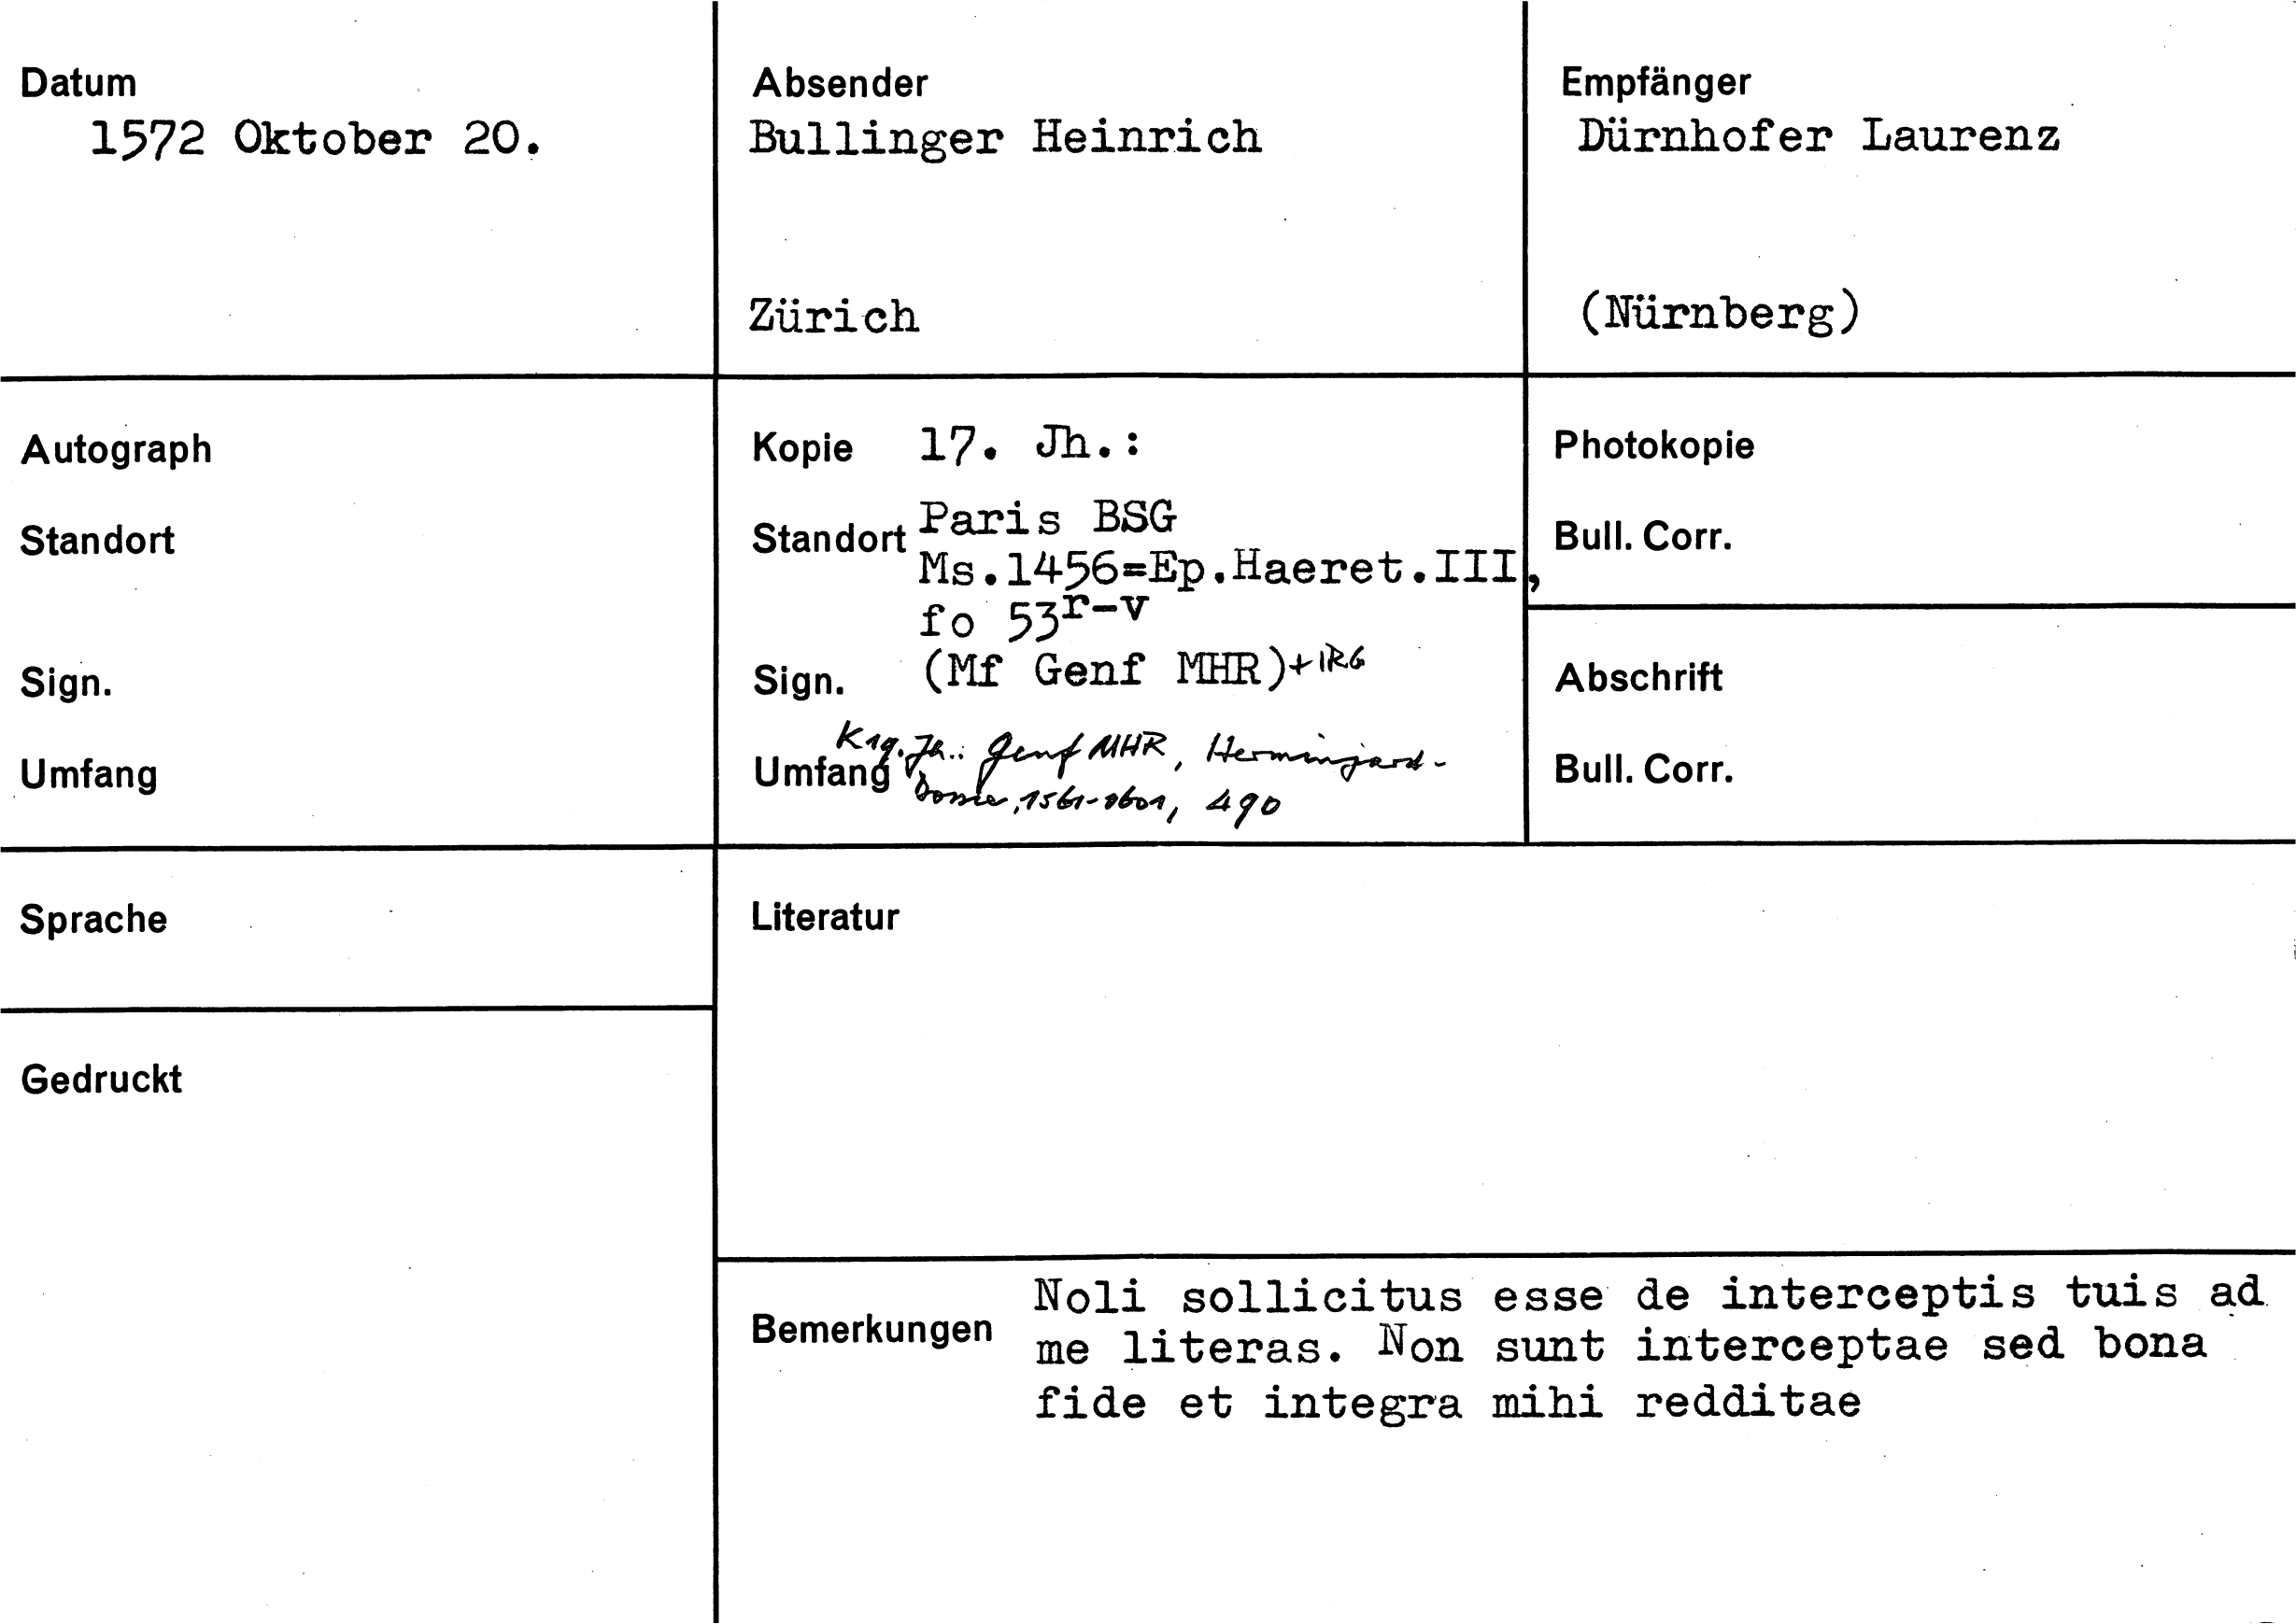 Datum
1572 Oktober 20.
Absender
Bullinger Heinrich
Zürich
Empfänger
Dürnhofer Laurenz
(Nürnberg)
Autograph
Standort
Sign.
Umfang
Kopie 17. Jh.:
Standort Paris BSG
Ms.1456=Ep.Haeret.III,
fo 53r-v
Sign. (Mf Genf MHR)+IRG
K 19. Jh.: Genf MHR, Herminjard-
Umfang 1561-1601, 490
Photokopie
Bull. Corr.
Abschrift
Bull. Corr.
Sprache
Gedruckt
Literatur
Bemerkungen
Noli sollicitus esse de interceptis tuis ad
me literas. Non sunt interceptae sed bona
fide et integra mihi redditae